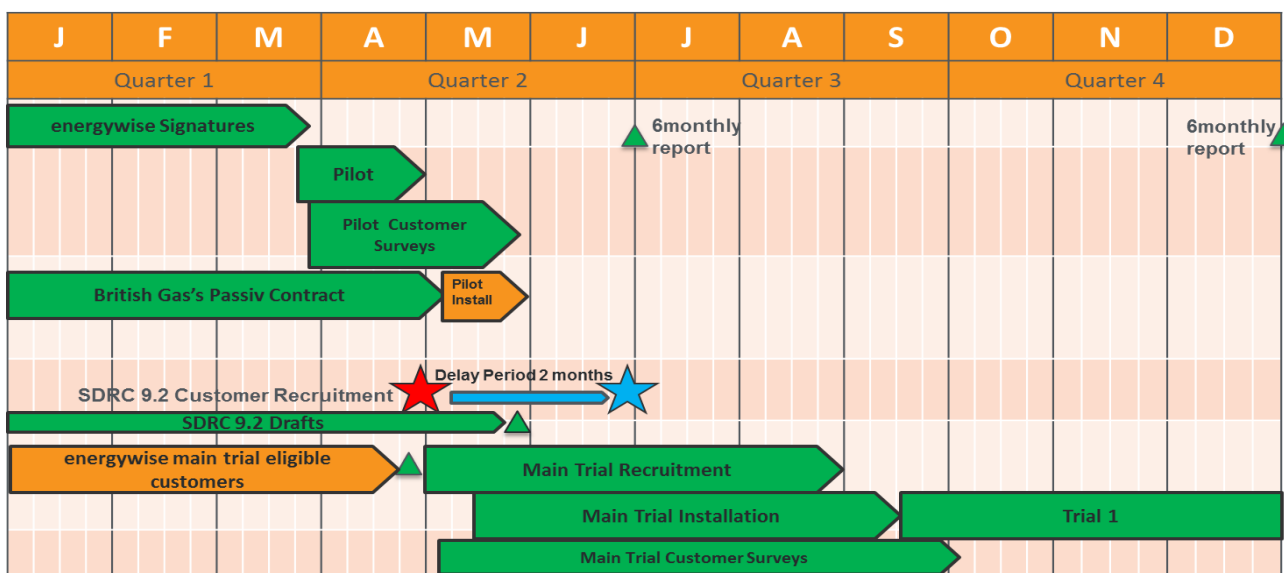 J F M A M J J A S O N D
Quarter 1 Quarter 2 Quarter 3 Quarter 4
energywise Signatures
6monthly
report
6monthly
report
Pilot
Pilot Customer
Surveys
British Gas's Passiv Contract
Pilot
Install
Delay Period 2 months
SDRC 9.2 Customer Recruitment
SDRC 9.2 Drafts
energywise main trial eligible
customers
Main Trial Recruitment
Main Trial Installation
Trial 1
Main Trial Customer Surveys